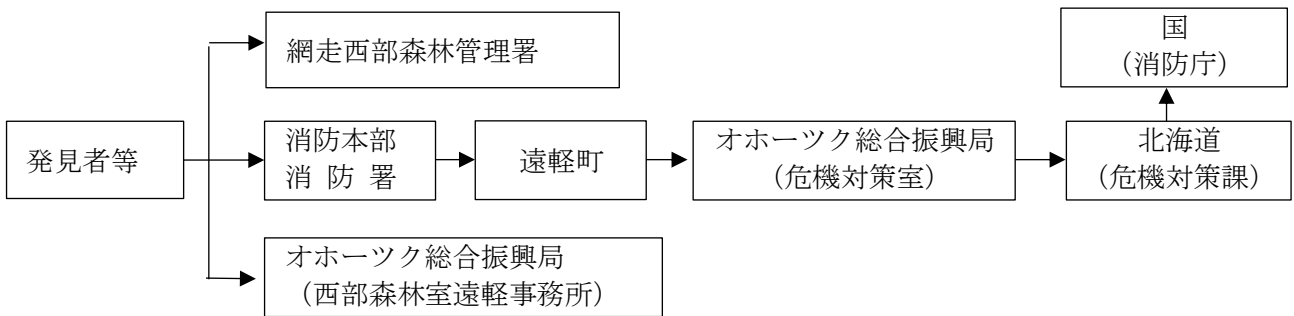 網走西部森林管理署
国
（消防庁）
発見者等
消防本部
消 防 署
遠軽町
オホーツク総合振興局
（危機対策室）
北海道
（危機対策課）
オホーツク総合振興局
（西部森林室遠軽事務所）